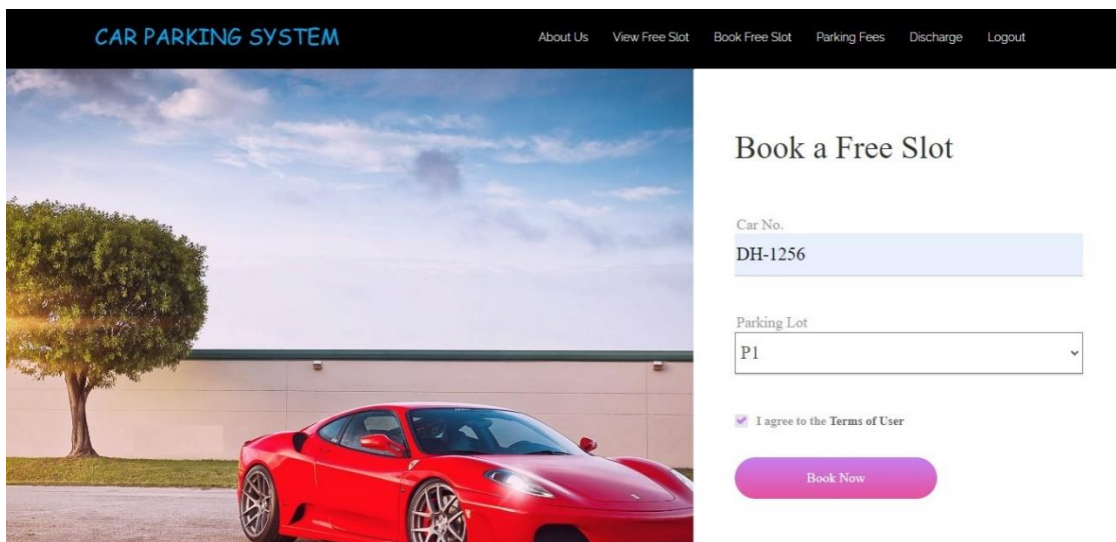 CAR PARKING SYSTEM
About Us View Free Slot Book Free Slot Parking Fees Discharge Logout
Book a Free Slot
Car No.
DH-1256
Parking Lot
P1
I agree to the Terms of User
Book Now